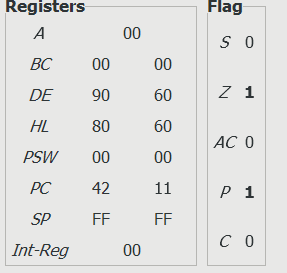 Registers
A 00
BC 00 00
DE 90 60
HL 80 60
PSW 00 00
PC 42 11
SP FF FF
Int-Reg 00
Flag
S 0
Z 1
AC 0
P 1
C 0